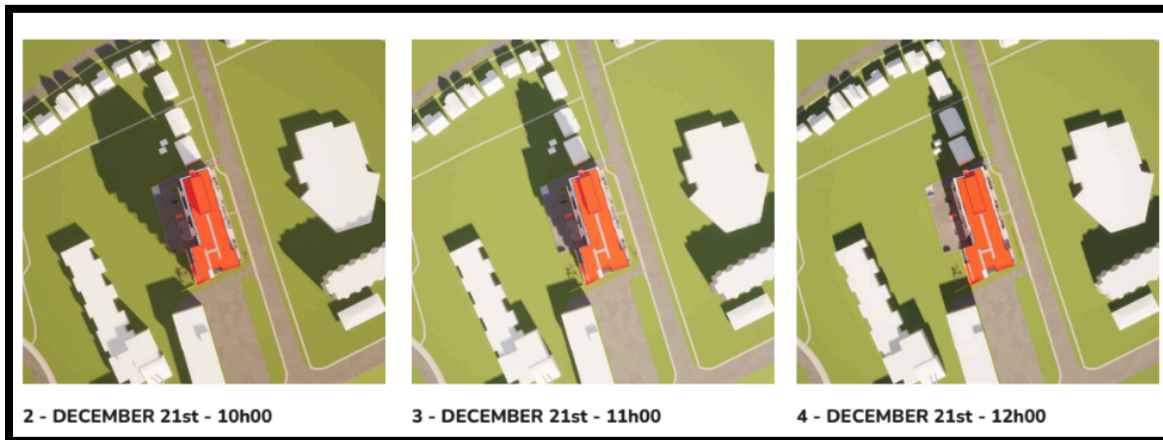 2 - DECEMBER 21st - 10h00
3 - DECEMBER 21st - 11h00
4 - DECEMBER 21st - 12h00